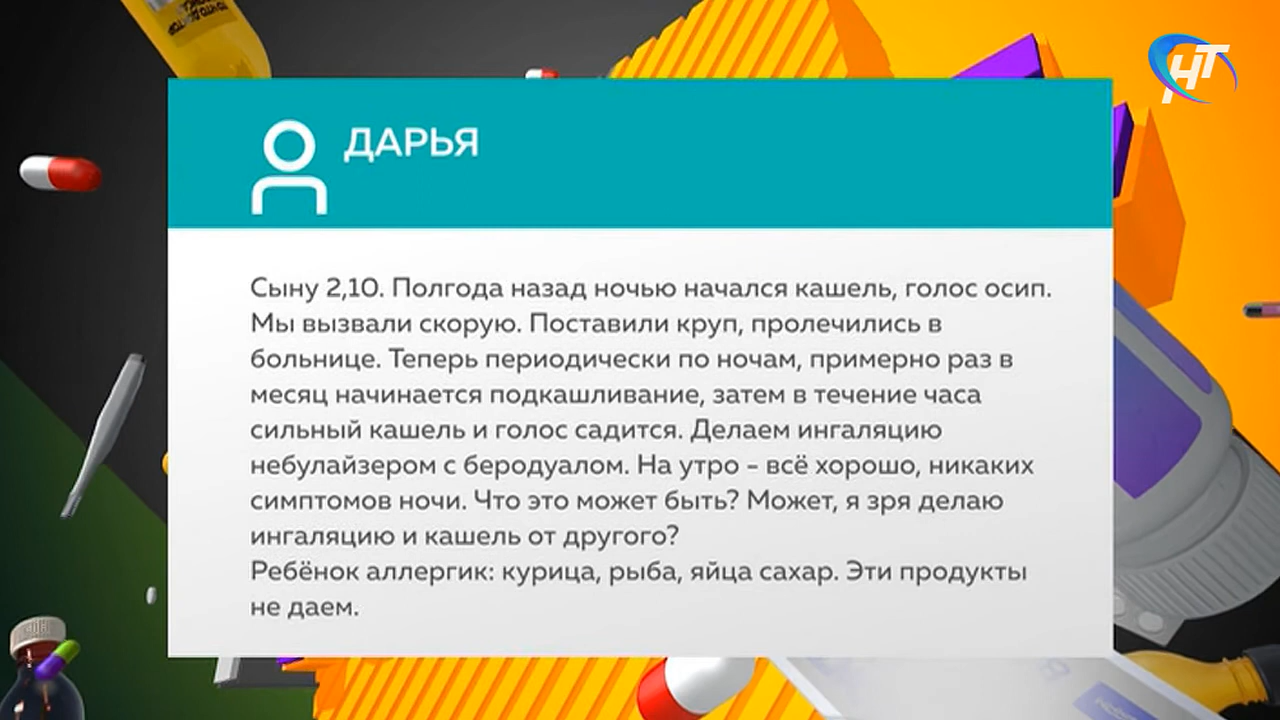 НТ
ДАРЬЯ
Сыну 2,10. Полгода назад ночью начался кашель, голос осип.
Мы вызвали скорую. Поставили круп, пролечились в
больнице. Теперь периодически по ночам, примерно раз в
месяц начинается подкашливание, затем в течение часа
сильный кашель и голос садится. Делаем ингаляцию
небулайзером с беродуалом. На утро - всё хорошо, никаких
симптомов ночи. Что это может быть? Может, я зря делаю
ингаляцию и кашель от другого?
Ребёнок аллергик: курица, рыба, яйца сахар. Эти продукты
не даем.